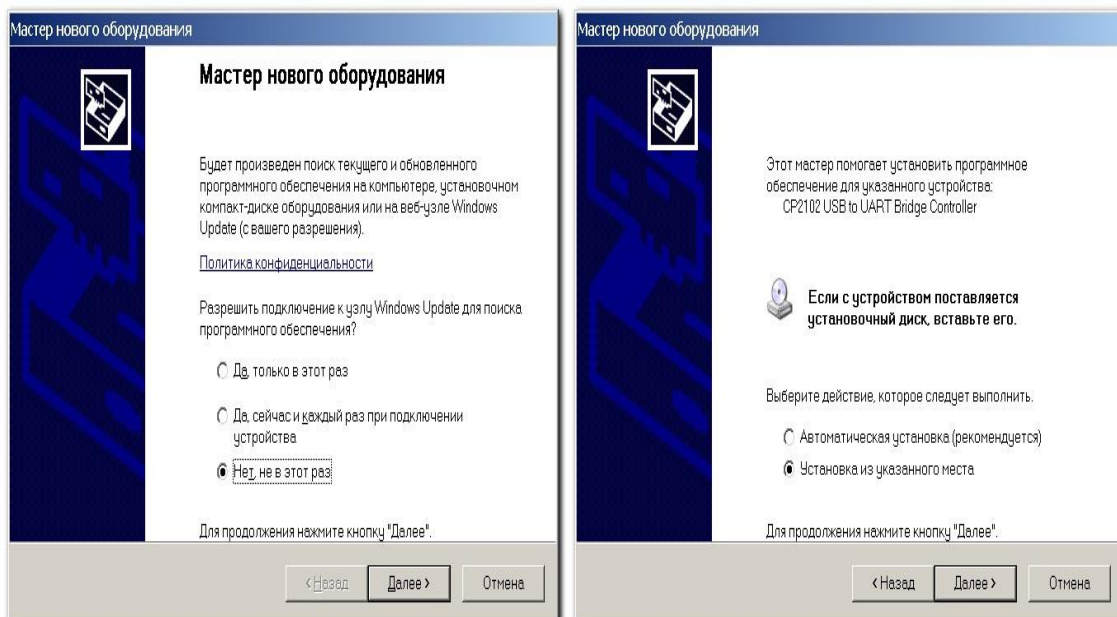 Мастер нового оборудования
Мастер нового оборудования
Будет произведен поиск текущего и обновленного
программного обеспечения на компьютере, установочном
компакт-диске оборудования или на веб-узле Windows
Update (с вашего разрешения).
Политика конфиденциальности
Разрешить подключение к узлу Windows Update для поиска
программного обеспечения?
Да, только в этот раз
Да, сейчас и каждый раз при подключении
устройства
Нет, не в этот раз
Для продолжения нажмите кнопку "Далее".
< Назад
Далее >
Отмена
Мастер нового оборудования
Этот мастер помогает установить программное
обеспечение для указанного устройства:
CP2102 USB to UART Bridge Controller
Если с устройством поставляется
установочный диск, вставьте его.
Выберите действие, которое следует выполнить.
Автоматическая установка (рекомендуется)
Установка из указанного места
Для продолжения нажмите кнопку "Далее".
< Назад
Далее >
Отмена